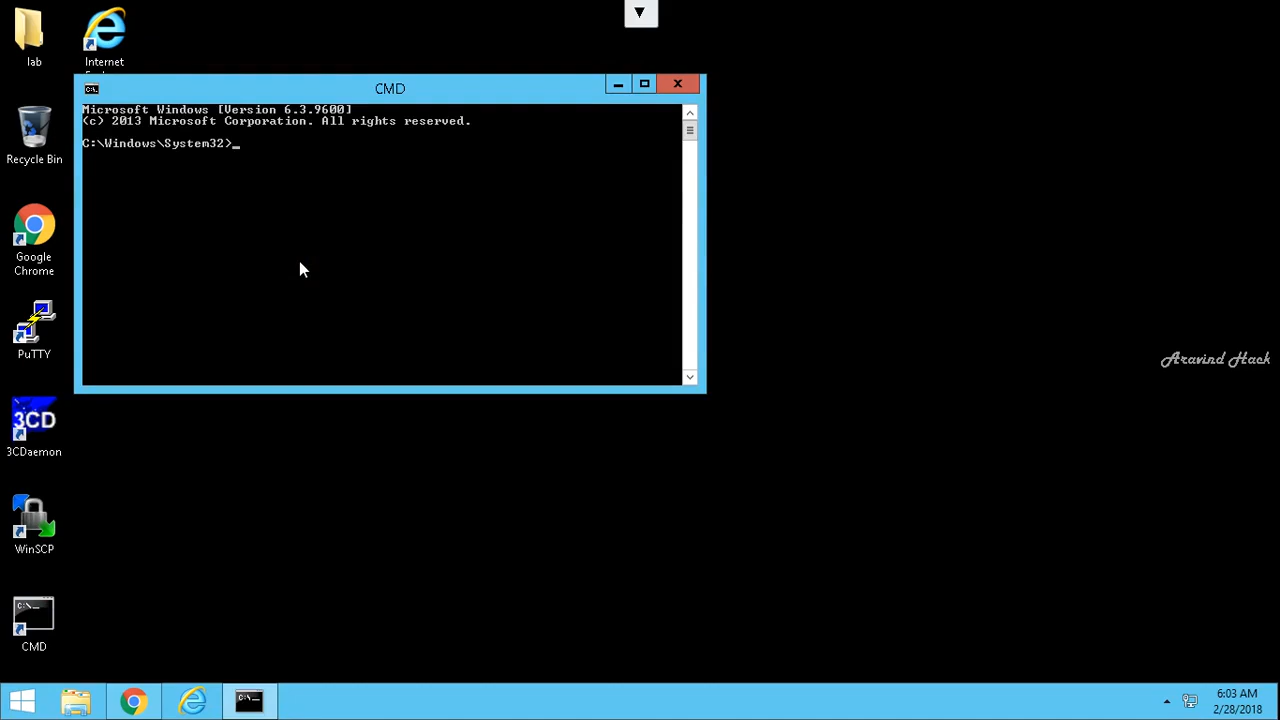 lab
Internet
CMD
Microsoft Windows [Version 6.3.9600]
(c) 2013 Microsoft Corporation. All rights reserved.
C:\Windows\System32>_
Recycle Bin
Google
Chrome
PuTTY
3CD
3CDaemon
WinSCP
C:\_
CMD
Aravind Hack
C:\_
6:03 AM
2/28/2018